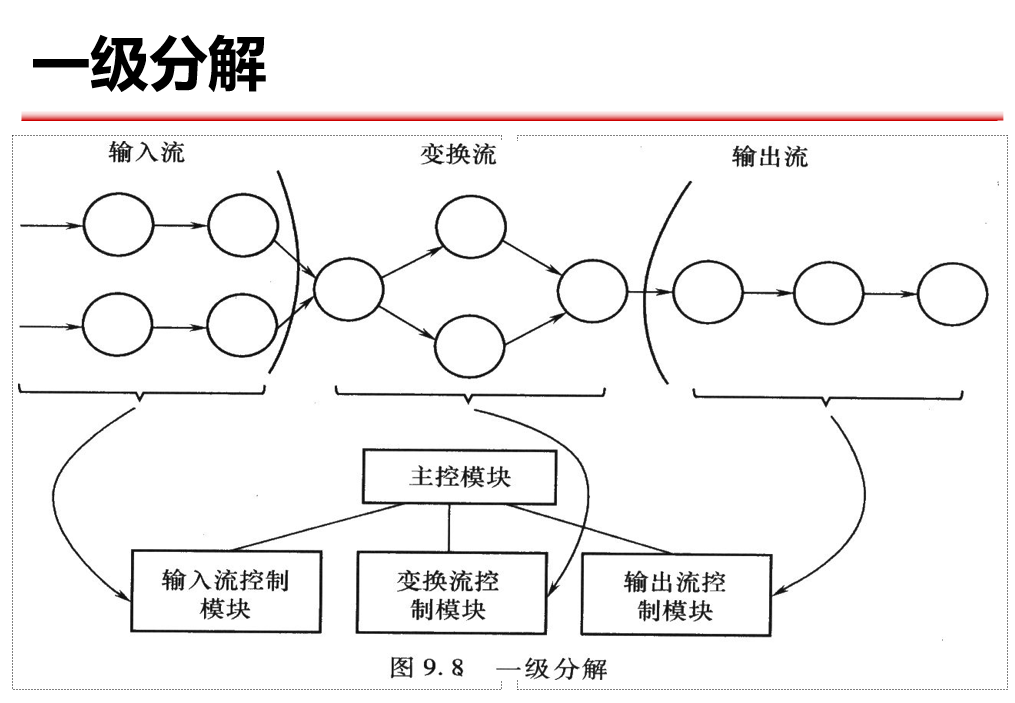 一级分解
输入流
变换流
输出流
主控模块
输入流控制
模块
变换流控
制模块
输出流控
制模块
图 9.8 一级分解